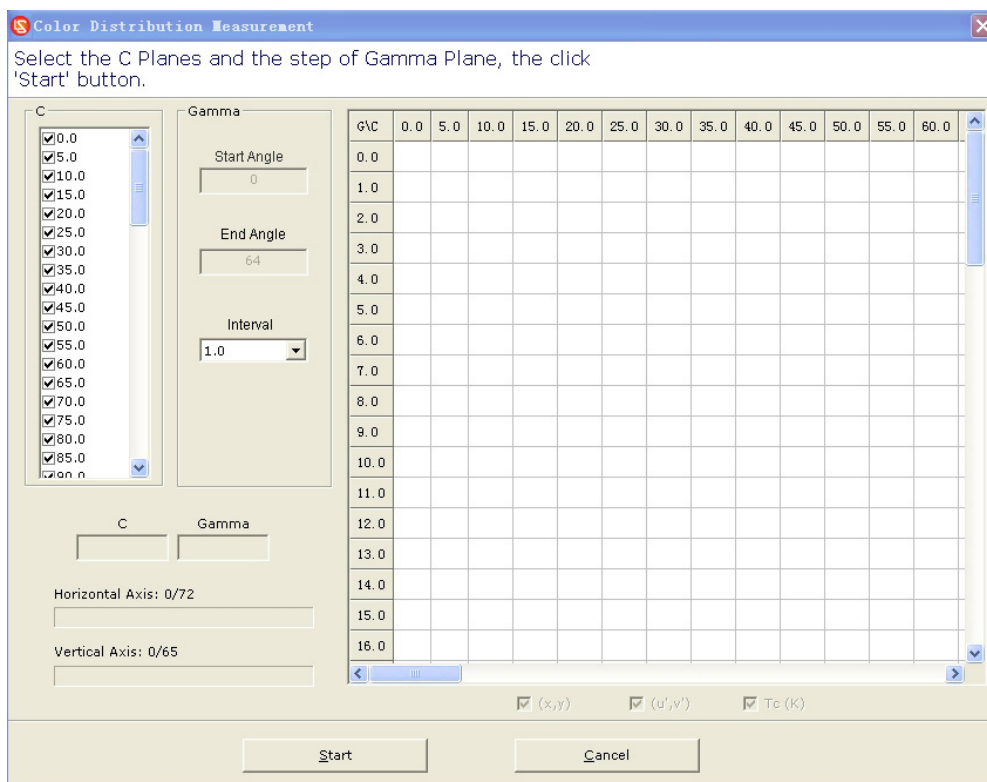 Color Distribution Measurement
Select the C Planes and the step of Gamma Plane, the click
'Start' button.
C
0.0
5.0
10.0
15.0
20.0
25.0
30.0
35.0
40.0
45.0
50.0
55.0
60.0
65.0
70.0
75.0
80.0
85.0
90.0
Gamma
Start Angle
0
End Angle
64
Interval
1.0
C Gamma
Horizontal Axis: 0/72
Vertical Axis: 0/65
G\C 0.0 5.0 10.0 15.0 20.0 25.0 30.0 35.0 40.0 45.0 50.0 55.0 60.0
0.0
1.0
2.0
3.0
4.0
5.0
6.0
7.0
8.0
9.0
10.0
11.0
12.0
13.0
14.0
15.0
16.0
(x,y) (u',v') Tc (K)
Start Cancel